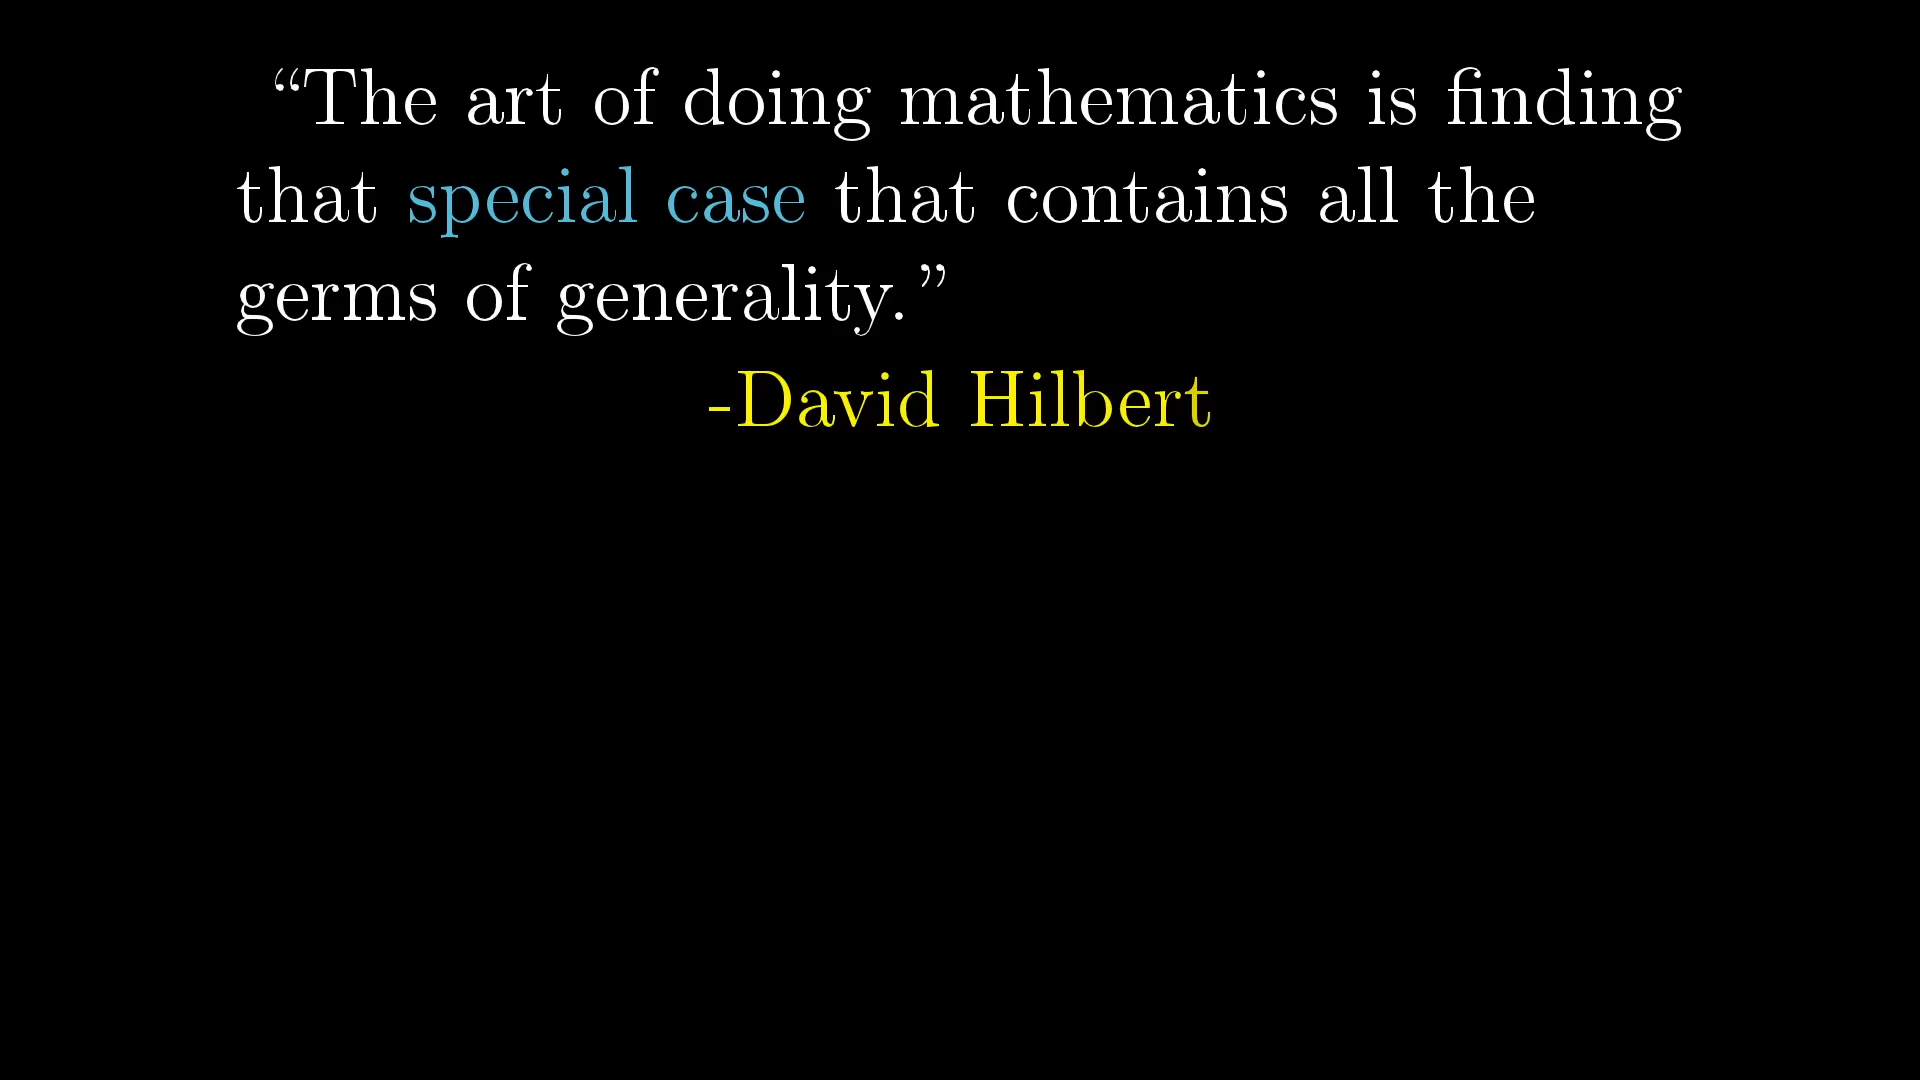 “The art of doing mathematics is finding
that special case that contains all the
germs of generality.”
-David Hilbert